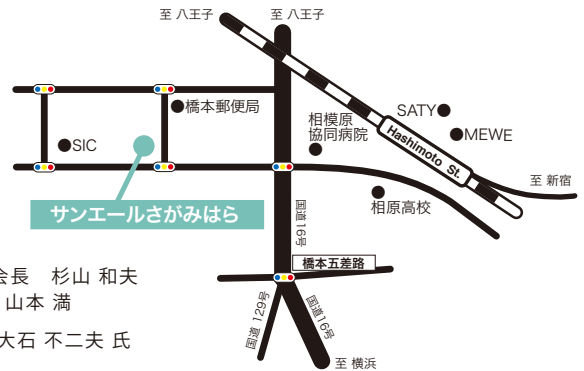 至 八王子
至 八王子
橋本郵便局
相模原
協同病院
SATY
MEWE
SIC
Hashimoto St.
至 新宿
相原高校
サンエールさがみはら
国道16号
橋本五差路
会長 杉山 和夫
山本 満
大石 不二夫 氏
国道 129号
国道16号
至 横浜